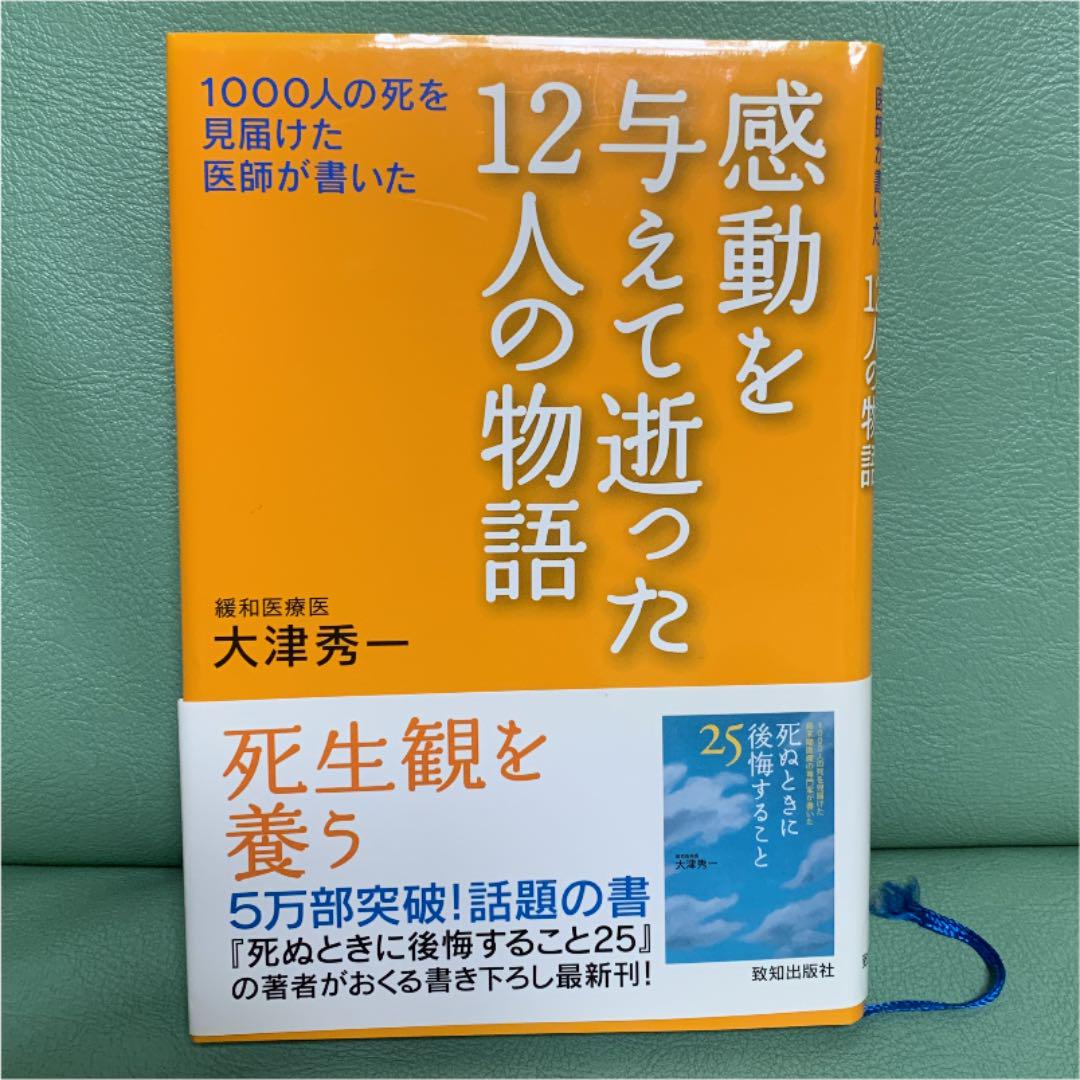 1000人の死を
見届けた
医師が書いた
感動を
与えて逝った
12人の物語
緩和医療医
大津秀一
死生観を
養う
5万部突破!話題の書
『死ぬときに後悔すること25』
の著者がおくる書き下ろし最新刊!
死ぬときに
後悔すること
25
大津秀一
致知出版社
医師が書いた
12人の物語